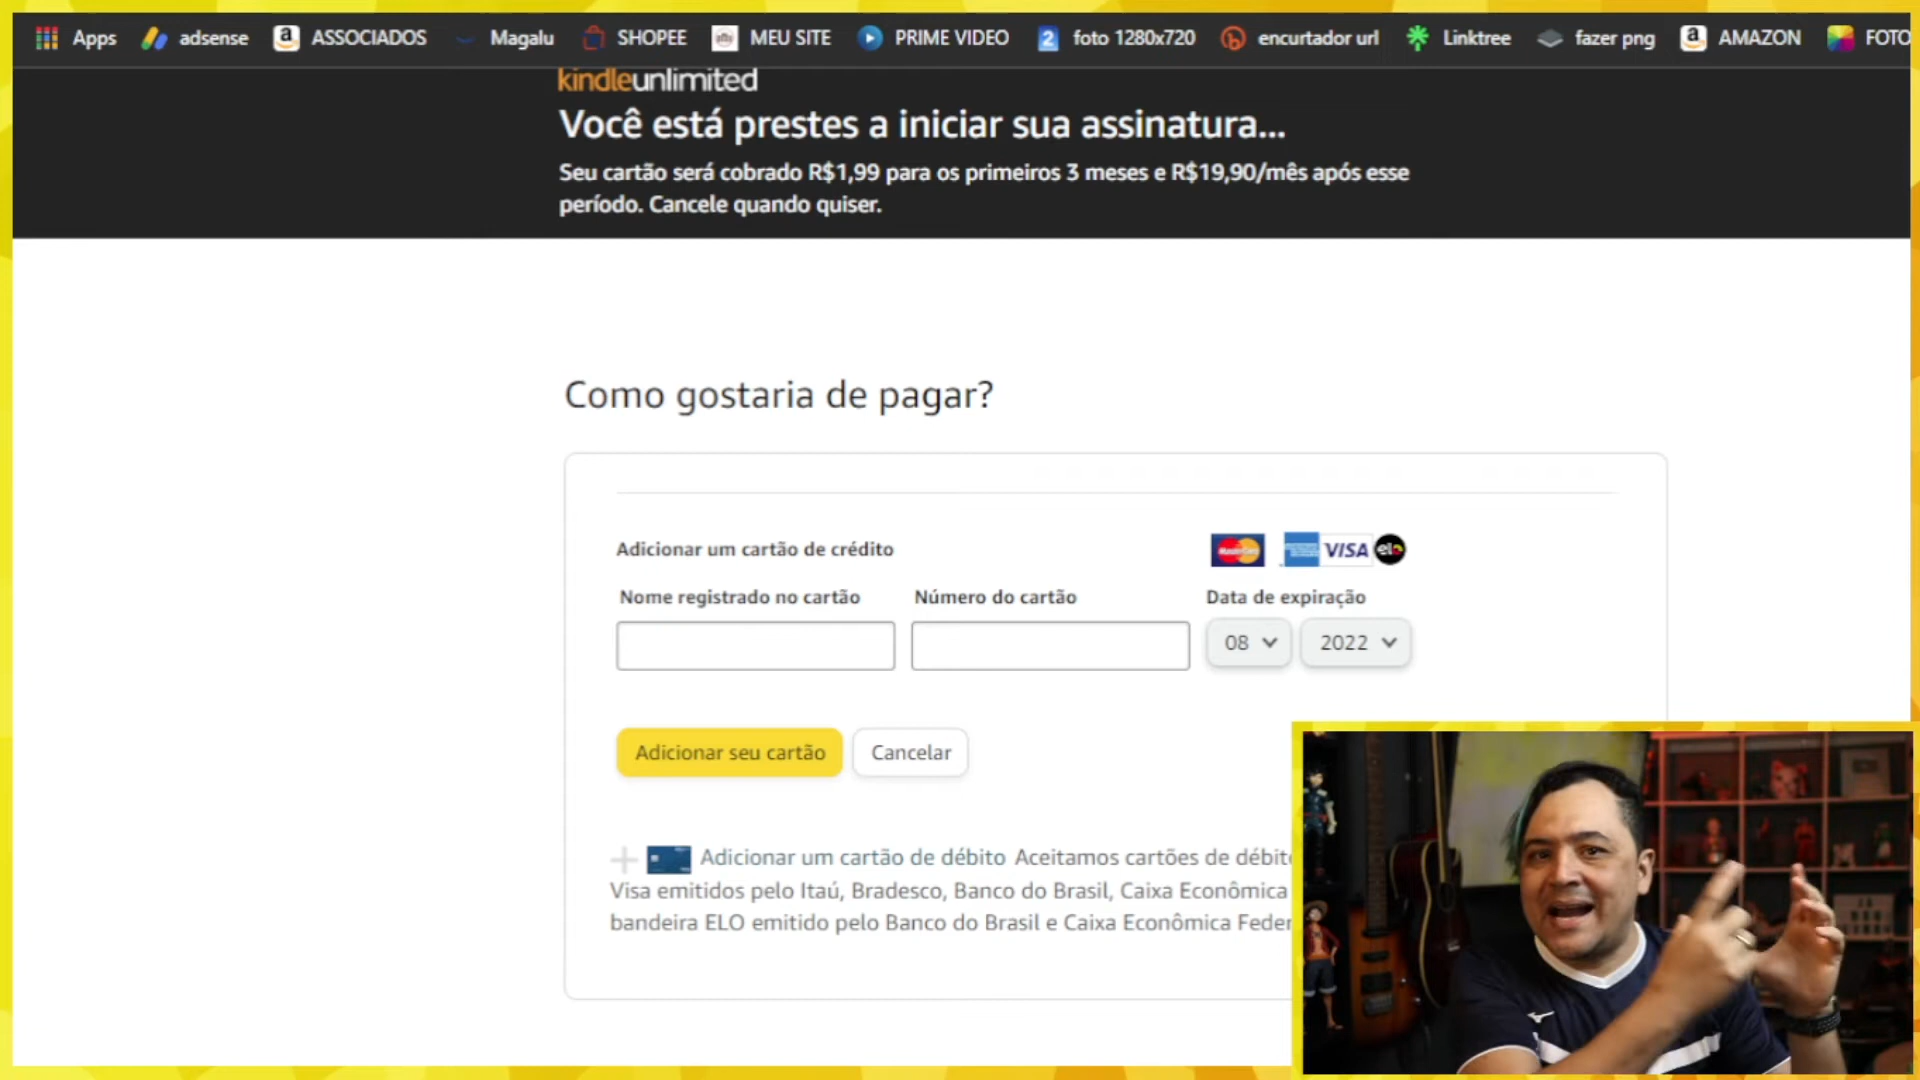 Apps adsense ASSOCIADOS Magalu SHOPEE MEU SITE PRIME VIDEO 2 foto 1280x720 encurtador url Linktree fazer png a AMAZON FOTO
kindleunlimited
Você está prestes a iniciar sua assinatura...
Seu cartão será cobrado R$1,99 para os primeiros 3 meses e R$19,90/mês após esse
período. Cancele quando quiser.
Como gostaria de pagar?
Adicionar um cartão de crédito MasterCard VISA elo
Nome registrado no cartão Número do cartão Data de expiração
08 2022
Adicionar seu cartão Cancelar
Adicionar um cartão de débito Aceitamos cartões de débito
Visa emitidos pelo Itaú, Bradesco, Banco do Brasil, Caixa Econômica
bandeira ELO emitido pelo Banco do Brasil e Caixa Econômica Feder